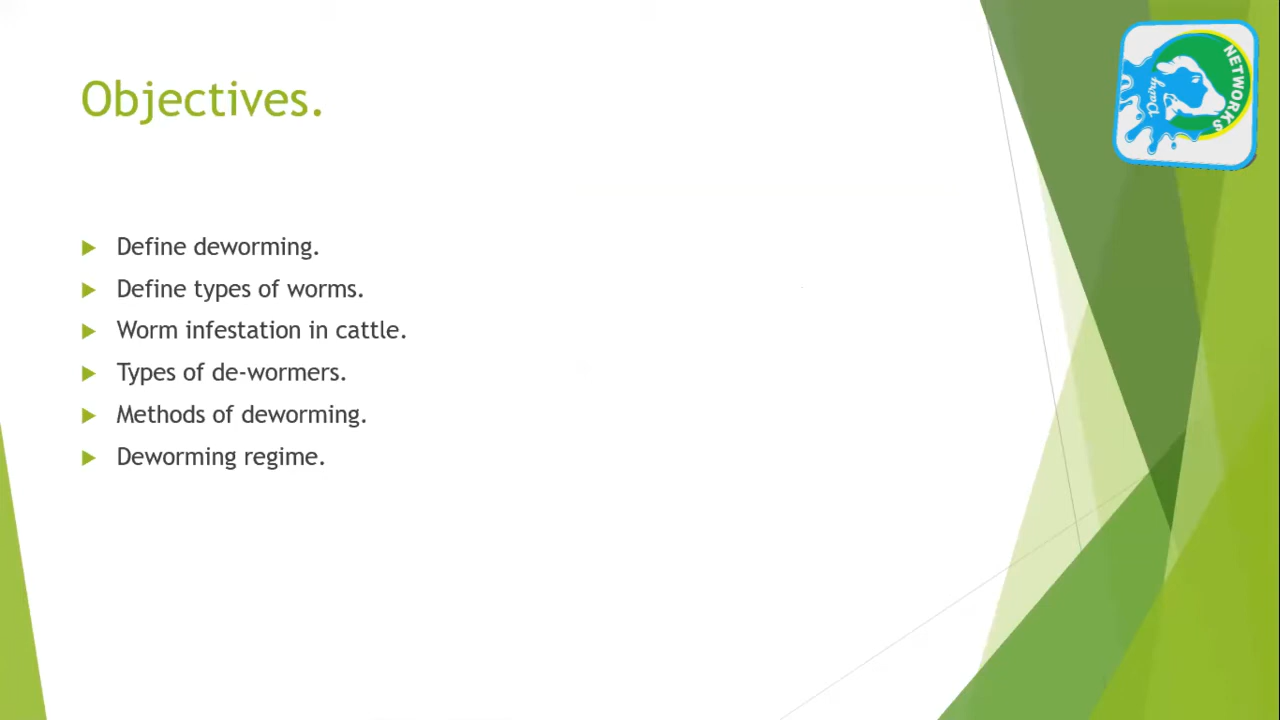 Objectives.
Define deworming.
Define types of worms.
Worm infestation in cattle.
Types of de-wormers.
Methods of deworming.
Deworming regime.
Dairy
NETWORKS